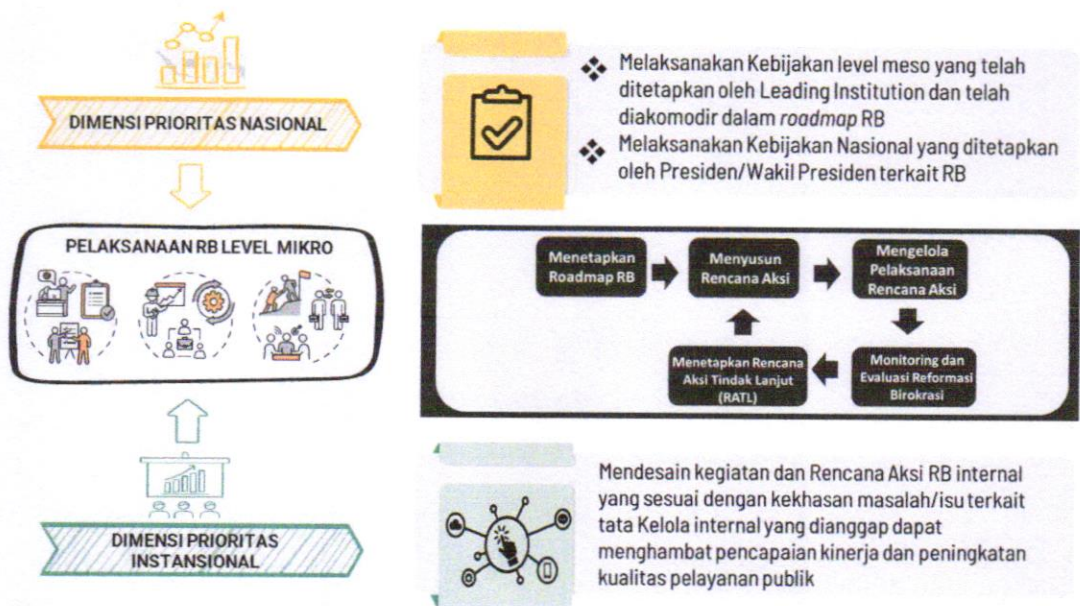 DIMENSI PRIORITAS NASIONAL
❖ Melaksanakan Kebijakan level meso yang telah
ditetapkan oleh Leading Institution dan telah
diakomodir dalam roadmap RB
❖ Melaksanakan Kebijakan Nasional yang ditetapkan
oleh Presiden/Wakil Presiden terkait RB
PELAKSANAAN RB LEVEL MIKRO
Menetapkan
Roadmap RB
Menyusun
Rencana Aksi
Mengelola
Pelaksanaan
Rencana Aksi
Monitoring dan
Evaluasi Reformasi
Birokrasi
Menetapkan Rencana
Aksi Tindak Lanjut
(RATL)
DIMENSI PRIORITAS
INSTANSIONAL
Mendesain kegiatan dan Rencana Aksi RB internal
yang sesuai dengan kekhasan masalah/isu terkait
tata Kelola internal yang dianggap dapat
menghambat pencapaian kinerja dan peningkatan
kualitas pelayanan publik